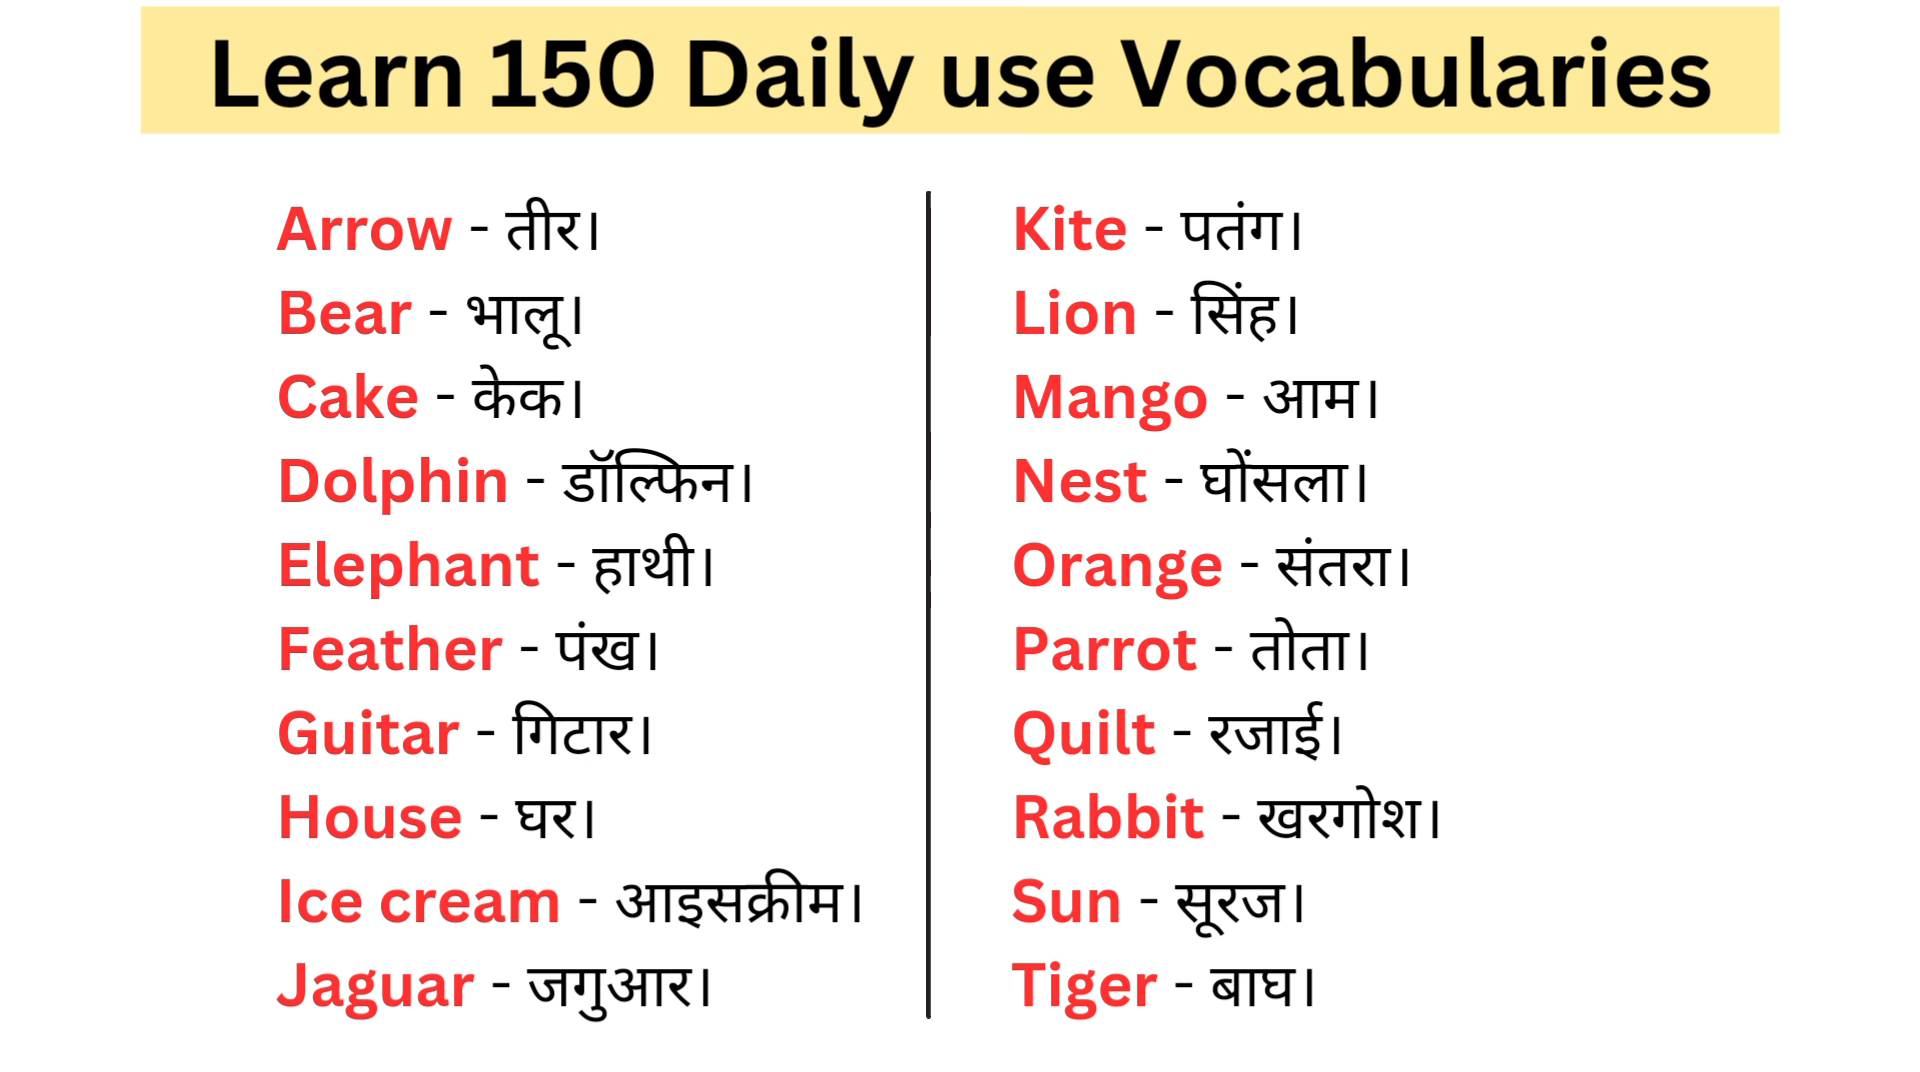 Learn 150 Daily use Vocabularies
Arrow - तीर।
Bear - भालू।
Cake - केक।
Dolphin - डॉल्फिन।
Elephant - हाथी।
Feather - पंख।
Guitar - गिटार।
House - घर।
Ice cream - आइसक्रीम।
Jaguar - जगुआर।
Kite - पतंग।
Lion - सिंह।
Mango - आम।
Nest - घोंसला।
Orange - संतरा।
Parrot - तोता।
Quilt - रजाई।
Rabbit - खरगोश।
Sun - सूरज।
Tiger - बाघ।